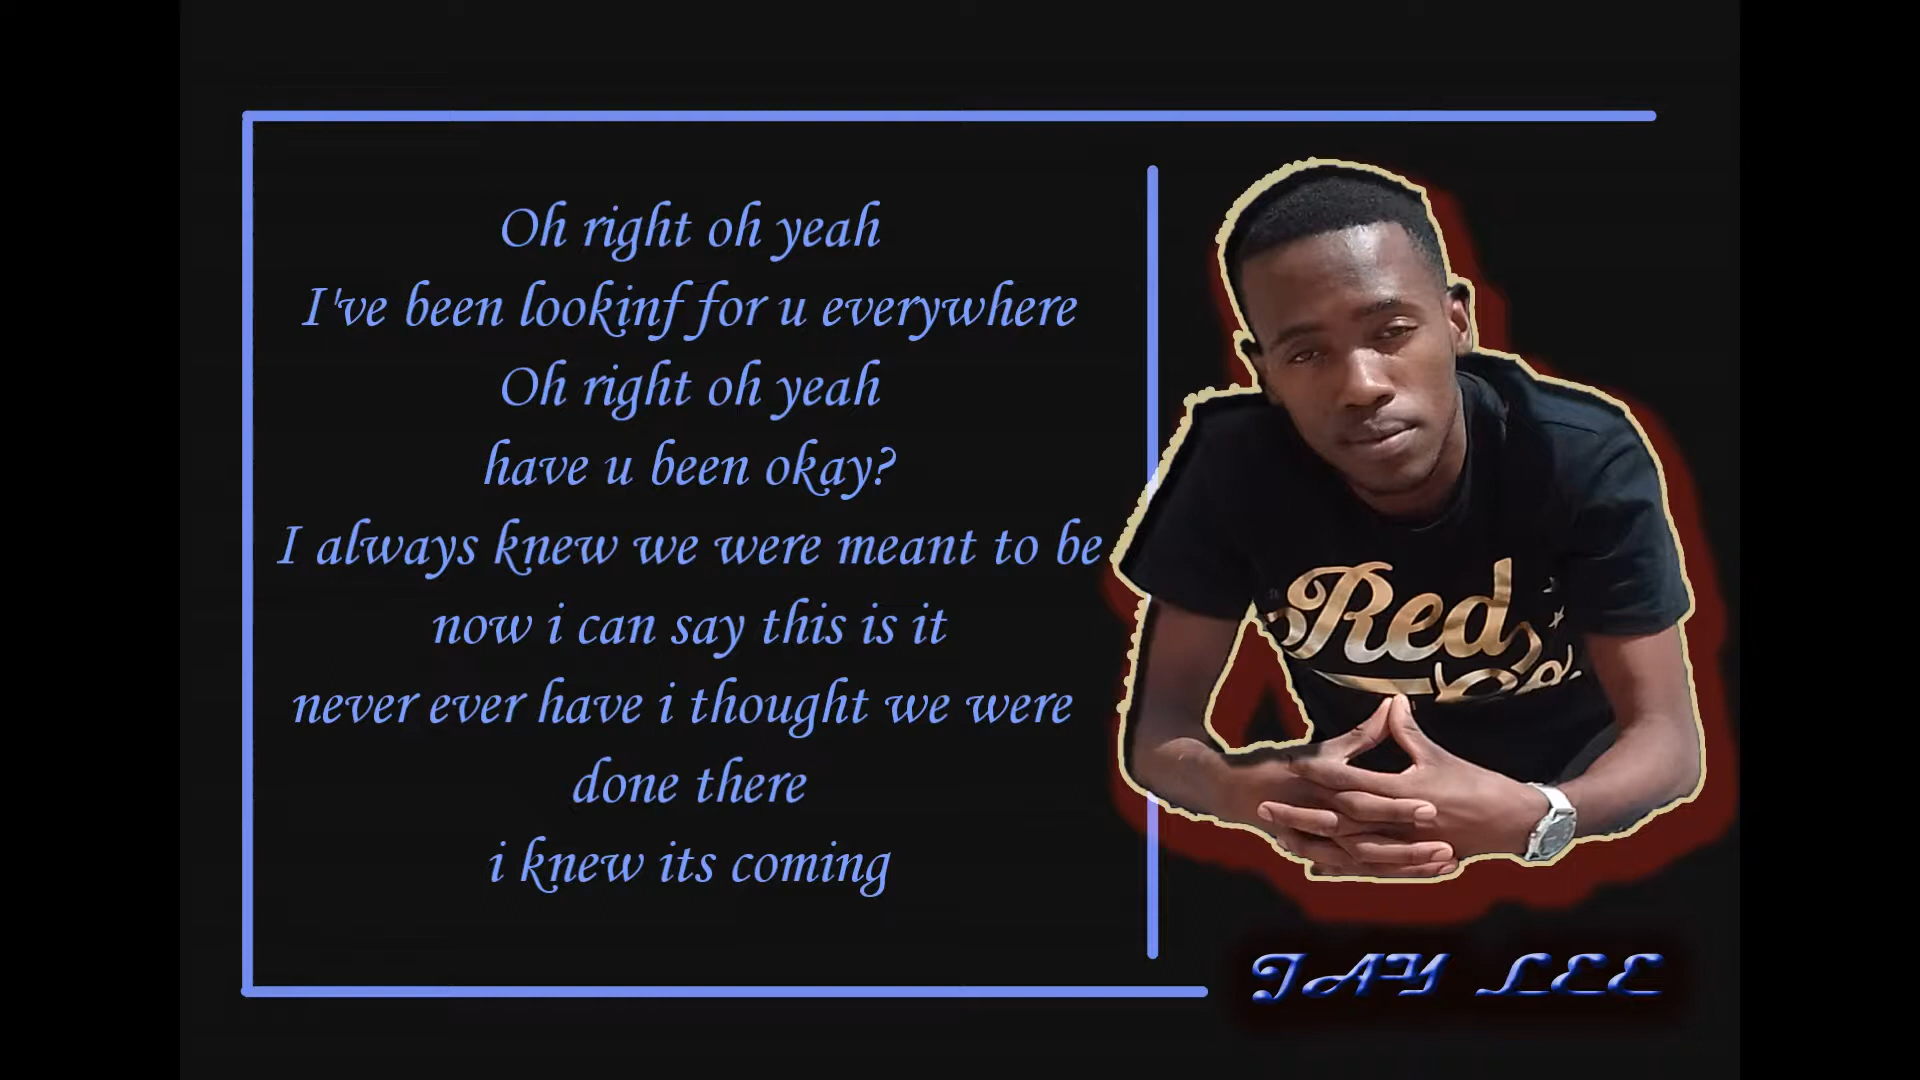 Oh right oh yeah
I've been lookinf for u everywhere
Oh right oh yeah
have u been okay?
I always knew we were meant to be
now i can say this is it
never ever have i thought we were
done there
i knew its coming
Red
JAY LEE